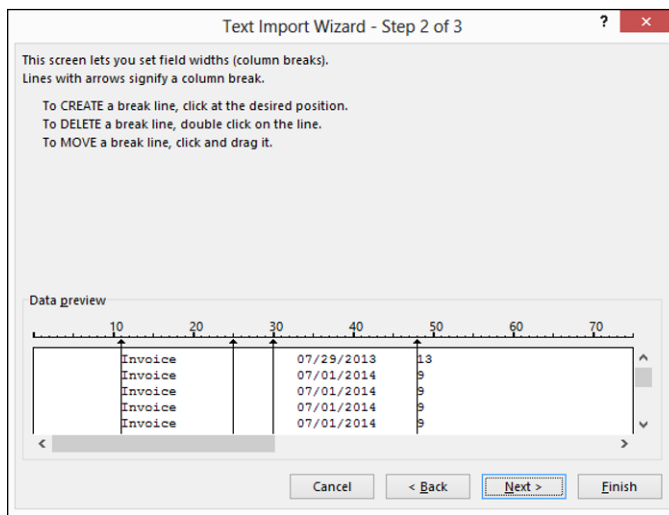 Text Import Wizard - Step 2 of 3 ? ×
This screen lets you set field widths (column breaks).
Lines with arrows signify a column break.
To CREATE a break line, click at the desired position.
To DELETE a break line, double click on the line.
To MOVE a break line, click and drag it.
Data preview
10 20 30 40 50 60 70
Invoice 07/29/2013 13
Invoice 07/01/2014 9
Invoice 07/01/2014 9
Invoice 07/01/2014 9
Invoice 07/01/2014 9
Cancel < Back Next > Finish